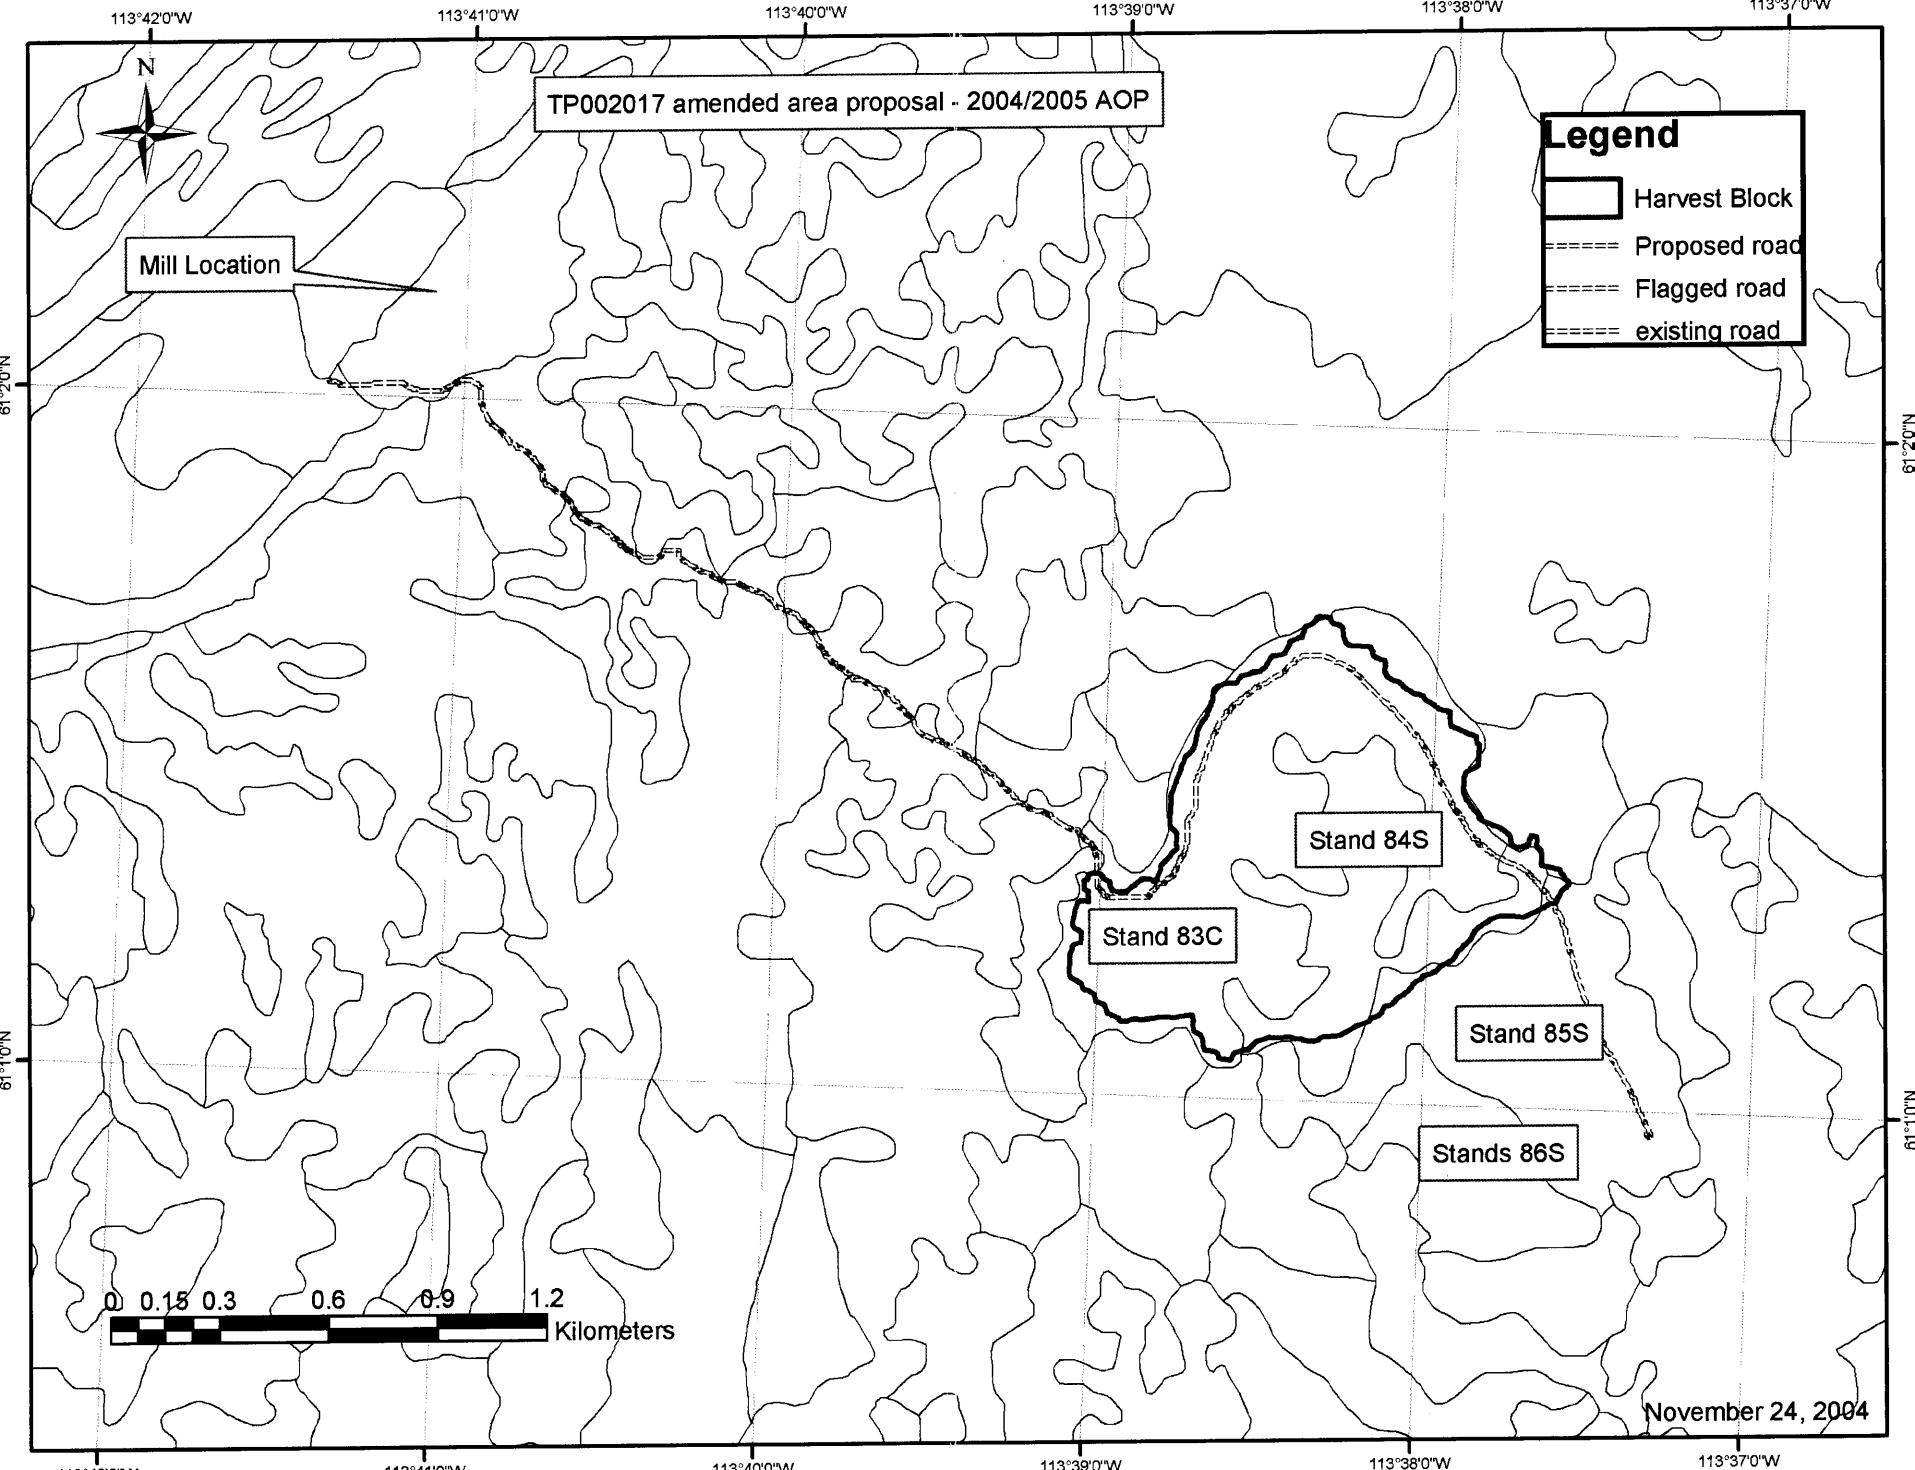 113°42'0"W 113°41'0"W 113°40'0"W 113°39'0"W 113°38'0"W 113°37'0"W
N
TP002017 amended area proposal - 2004/2005 AOP
Legend
Harvest Block
Proposed road
Flagged road
existing road
Mill Location
61°2'0"N
61°2'0"N
Stand 84S
Stand 83C
Stand 85S
61°1'0"N
61°1'0"N
Stands 86S
0 0.15 0.3 0.6 0.9 1.2
Kilometers
November 24, 2004
113°41'0"W 113°40'0"W 113°39'0"W 113°38'0"W 113°37'0"W